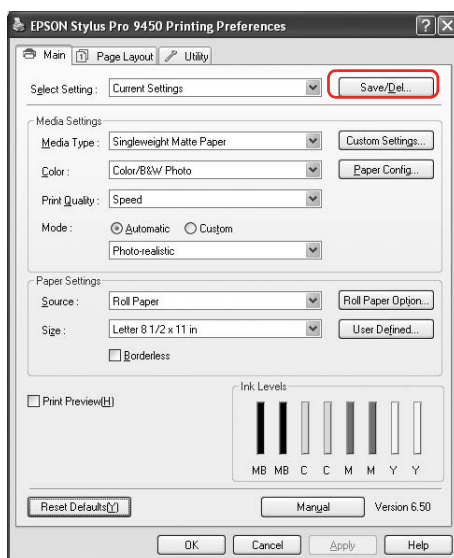 EPSON Stylus Pro 9450 Printing Preferences
Main Page Layout Utility
Select Setting : Current Settings Save/Del...
Media Settings
Media Type : Singleweight Matte Paper Custom Settings...
Color : Color/B&W Photo Paper Config...
Print Quality : Speed
Mode : Automatic Custom
Photo-realistic
Paper Settings
Source : Roll Paper Roll Paper Option...
Size : Letter 8 1/2 x 11 in User Defined...
Borderless
Print Preview(H)
Ink Levels
MB MB C C M M Y Y
Reset Defaults(Y) Manual Version 6.50
OK Cancel Apply Help